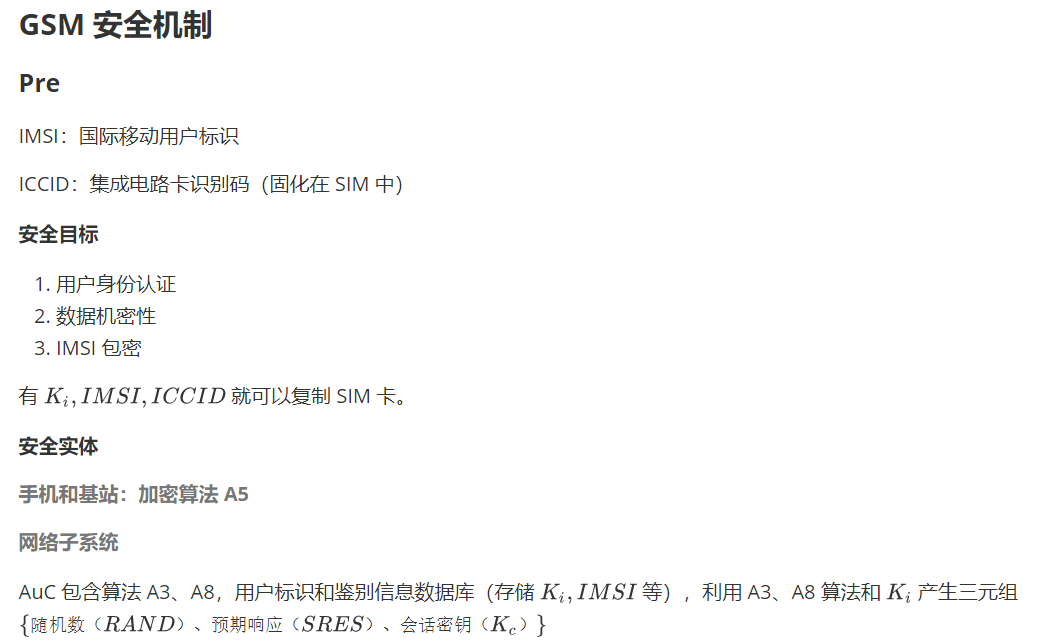 GSM 安全机制
Pre
IMSI：国际移动用户标识
ICCID：集成电路卡识别码（固化在 SIM 中）
安全目标
1. 用户身份认证
2. 数据机密性
3. IMSI 包密
有 K_i, IMSI, ICCID 就可以复制 SIM 卡。
安全实体
手机和基站：加密算法 A5
网络子系统
AuC 包含算法 A3、A8，用户标识和鉴别信息数据库（存储 K_i, IMSI 等），利用 A3、A8 算法和 K_i 产生三元组
{随机数（RAND）、预期响应（SRES）、会话密钥（K_c）}